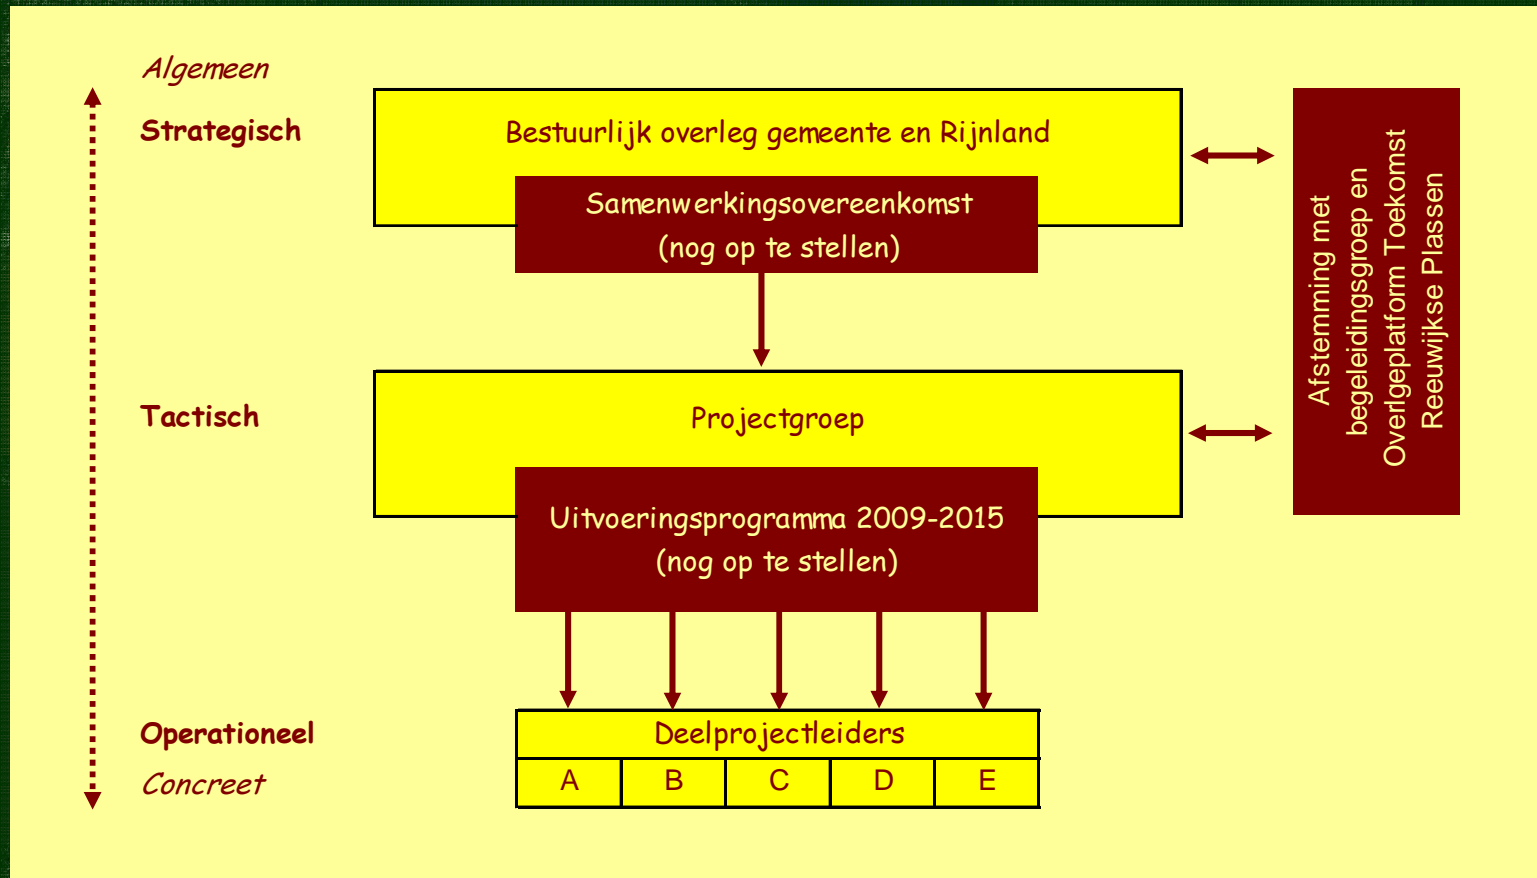 Algemeen
Strategisch
Bestuurlijk overleg gemeente en Rijnland
Samenwerkingsovereenkomst
(nog op te stellen)
Afstemming met
begeleidingsgroep en
Overlgeplatform Toekomst
Reeuwijkse Plassen
Tactisch
Projectgroep
Uitvoeringsprogramma 2009-2015
(nog op te stellen)
Operationeel
Deelprojectleiders
Concreet
A B C D E